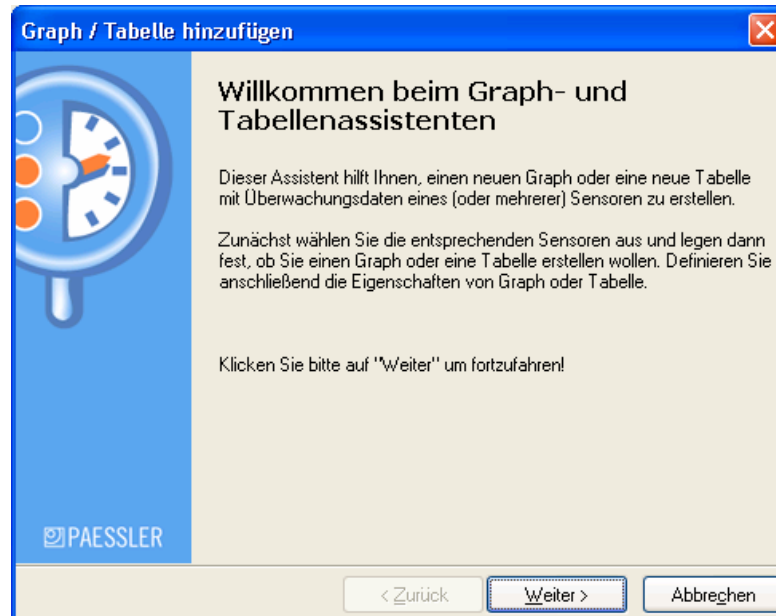 Graph / Tabelle hinzufügen
Willkommen beim Graph- und
Tabellenassistenten
Dieser Assistent hilft Ihnen, einen neuen Graph oder eine neue Tabelle
mit Überwachungsdaten eines (oder mehrerer) Sensoren zu erstellen.
Zunächst wählen Sie die entsprechenden Sensoren aus und legen dann
fest, ob Sie einen Graph oder eine Tabelle erstellen wollen. Definieren Sie
anschließend die Eigenschaften von Graph oder Tabelle.
Klicken Sie bitte auf "Weiter" um fortzufahren!
PAESSLER
< Zurück Weiter > Abbrechen